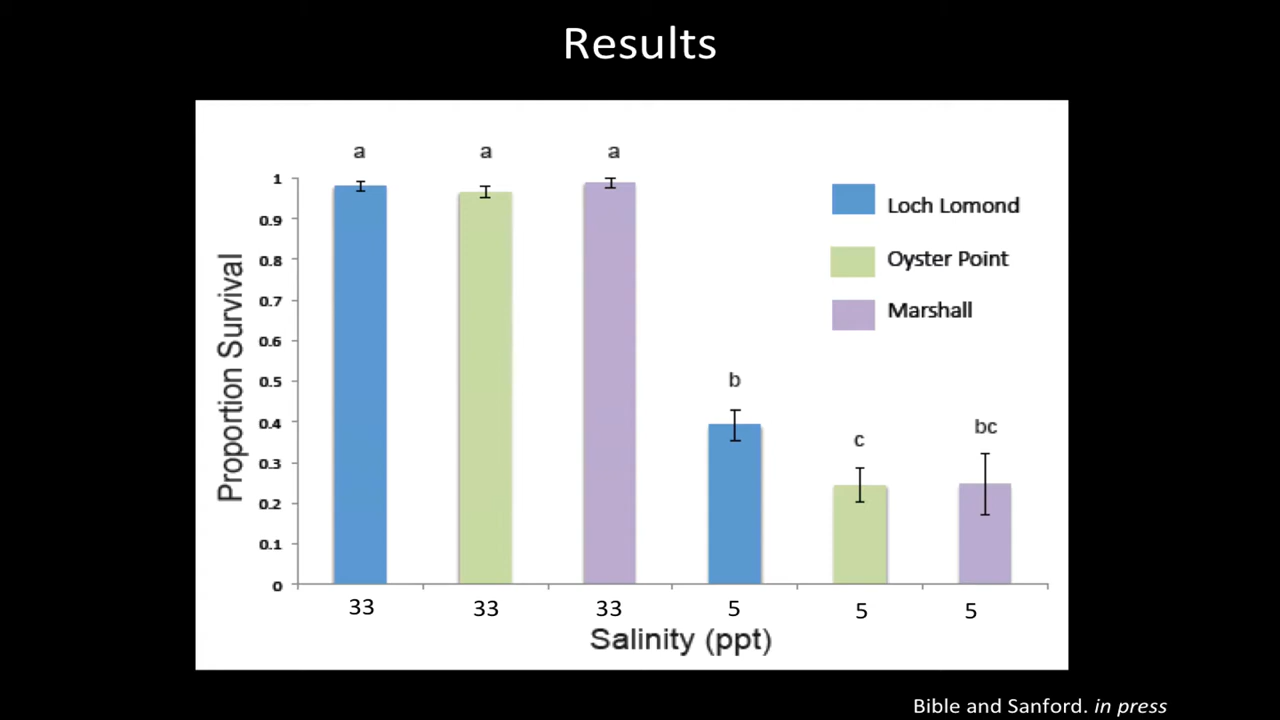 Results
a a a
b
c
bc
Loch Lomond
Oyster Point
Marshall
Proportion Survival
1
0.9
0.8
0.7
0.6
0.5
0.4
0.3
0.2
0.1
0
33 33 33 5 5 5
Salinity (ppt)
Bible and Sanford. in press